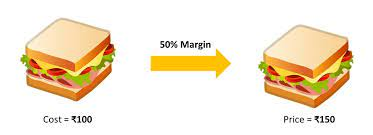 50% Margin
Cost = ₹100
Price = ₹150